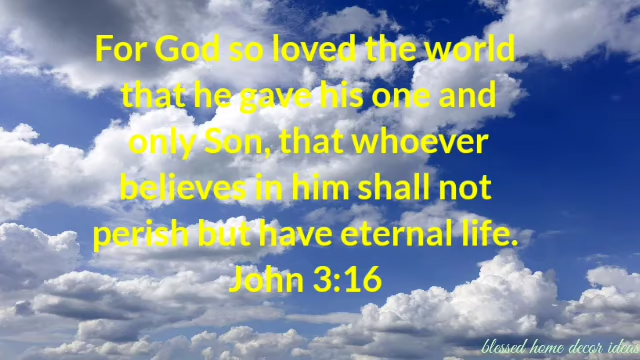 For God so loved the world
that he gave his one and
only Son, that whoever
believes in him shall not
perish but have eternal life.
John 3:16
blessed home decor ideas